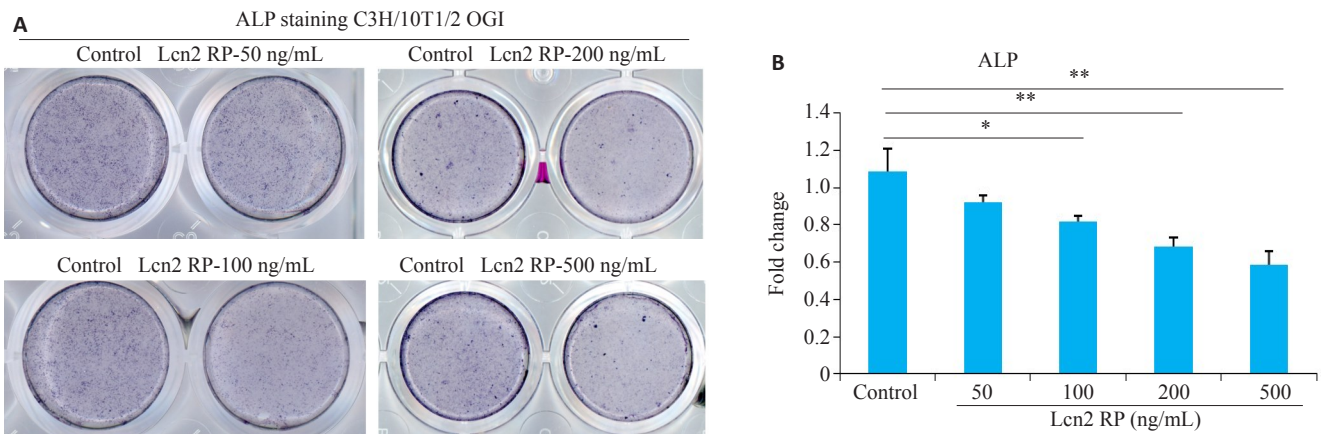 A
ALP staining C3H/10T1/2 OGI
Control Lcn2 RP-50 ng/mL
Control Lcn2 RP-200 ng/mL
Control Lcn2 RP-100 ng/mL
Control Lcn2 RP-500 ng/mL
B
ALP
**
**
*
Fold change
1.4
1.2
1.0
0.8
0.6
0.4
0.2
0
Control 50 100 200 500
Lcn2 RP (ng/mL)